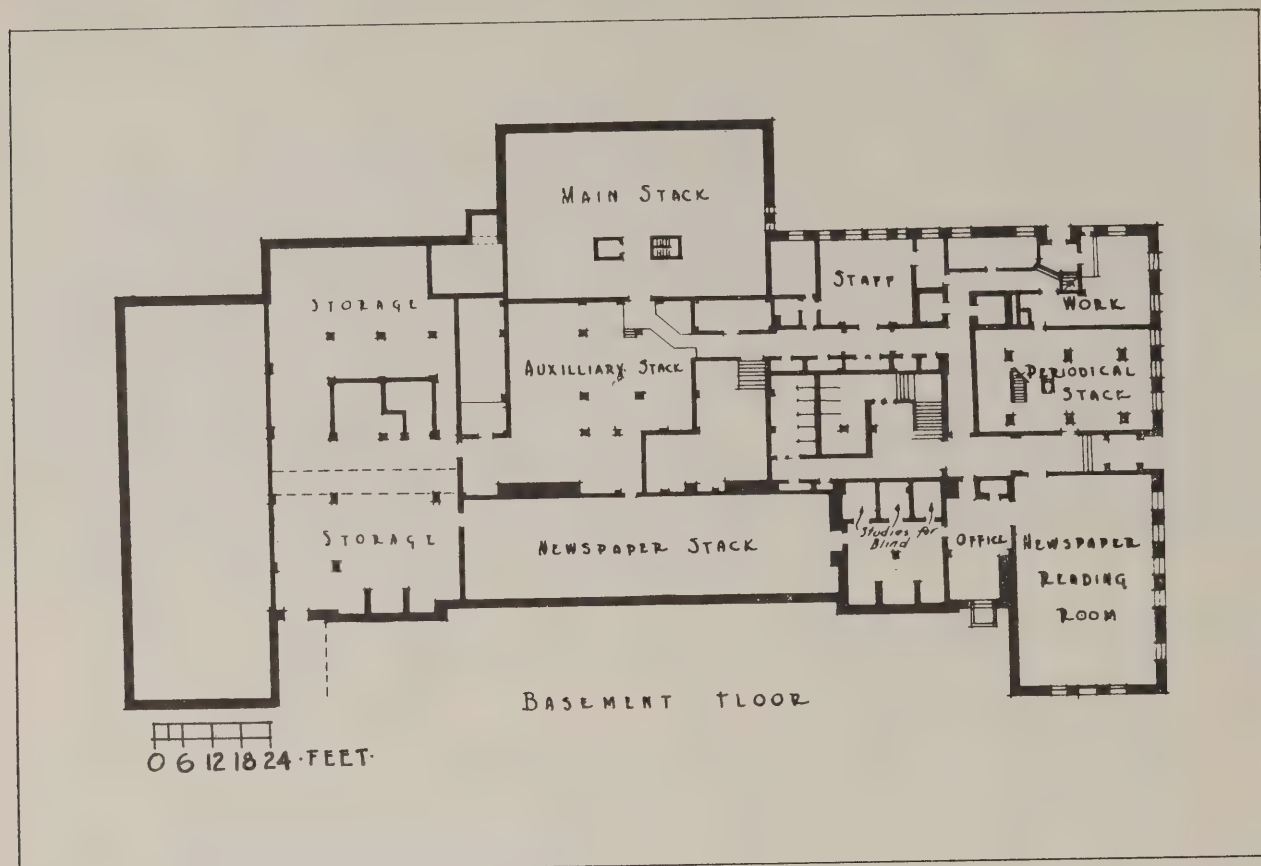 MAIN STACK
STORAGE
STAFF
WORK
AUXILLIARY STACK
PERIODICAL
STACK
STORAGE
NEWSPAPER STACK
Studies for
Blind
OFFICE
NEWSPAPER
READING
ROOM
BASEMENT FLOOR
0 6 12 18 24 · FEET·